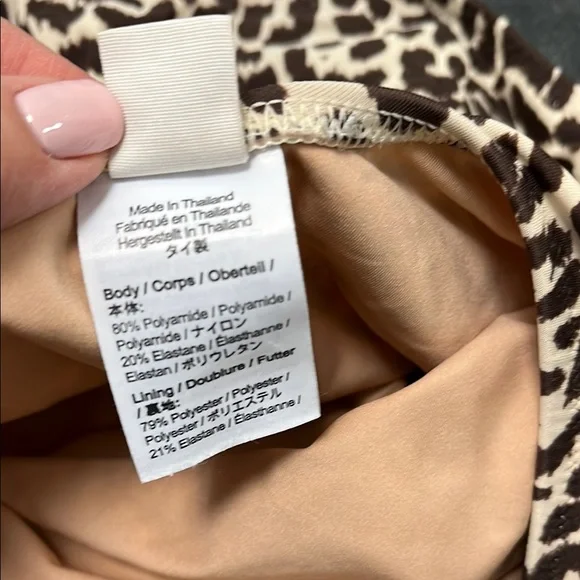 Made In Thailand
Fabriqué en Thaïlande
Hergestellt In Thailand
タイ製
Body / Corps / Oberteil /
本体:
80% Polyamide / Polyamide /
Polyamide / ナイロン
20% Elastane / Élasthanne /
Elastan / ポリウレタン
Lining / Doublure / Futter
/ 裏地:
79% Polyester / Polyester /
Polyester / ポリエステル
21% Elastane / Élasthanne /